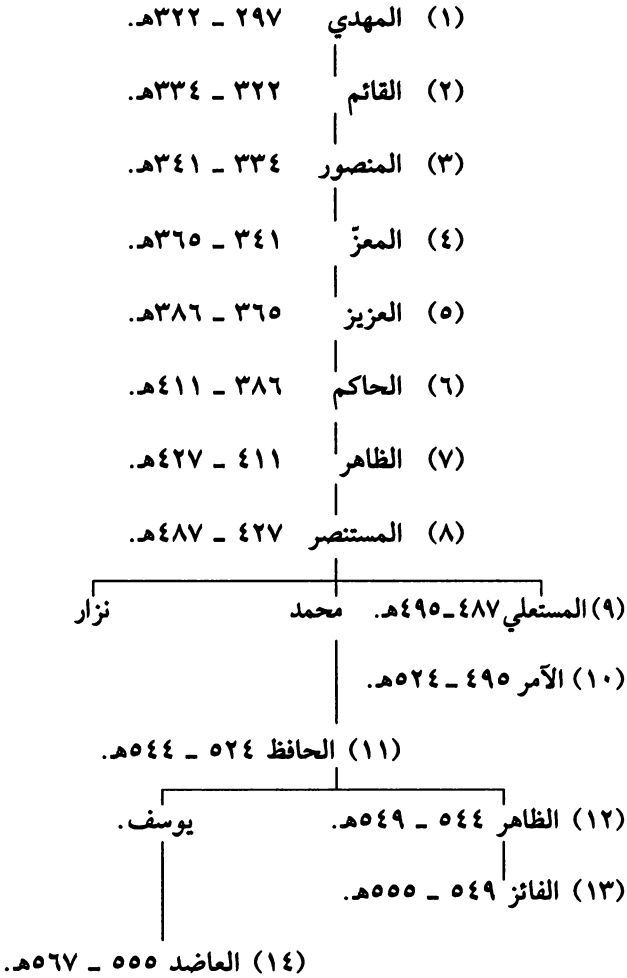 (١) المهدي ٢٩٧ ـ ٣٢٢هـ.
(٢) القائم ٣٢٢ ـ ٣٣٤هـ.
(٣) المنصور ٣٣٤ ـ ٣٤١هـ.
(٤) المعزّ ٣٤١ ـ ٣٦٥هـ.
(٥) العزيز ٣٦٥ ـ ٣٨٦هـ.
(٦) الحاكم ٣٨٦ ـ ٤١١هـ.
(٧) الظاهر ٤١١ ـ ٤٢٧هـ.
(٨) المستنصر ٤٢٧ ـ ٤٨٧هـ.
(٩) المستعلي ٤٨٧ـ٤٩٥هـ. محمد نزار
(١٠) الآمر ٤٩٥ ـ ٥٢٤هـ.
(١١) الحافظ ٥٢٤ ـ ٥٤٤هـ.
(١٢) الظاهر ٥٤٤ ـ ٥٤٩هـ. يوسف.
(١٣) الفائز ٥٤٩ ـ ٥٥٥هـ.
(١٤) العاضد ٥٥٥ ـ ٥٦٧هـ.